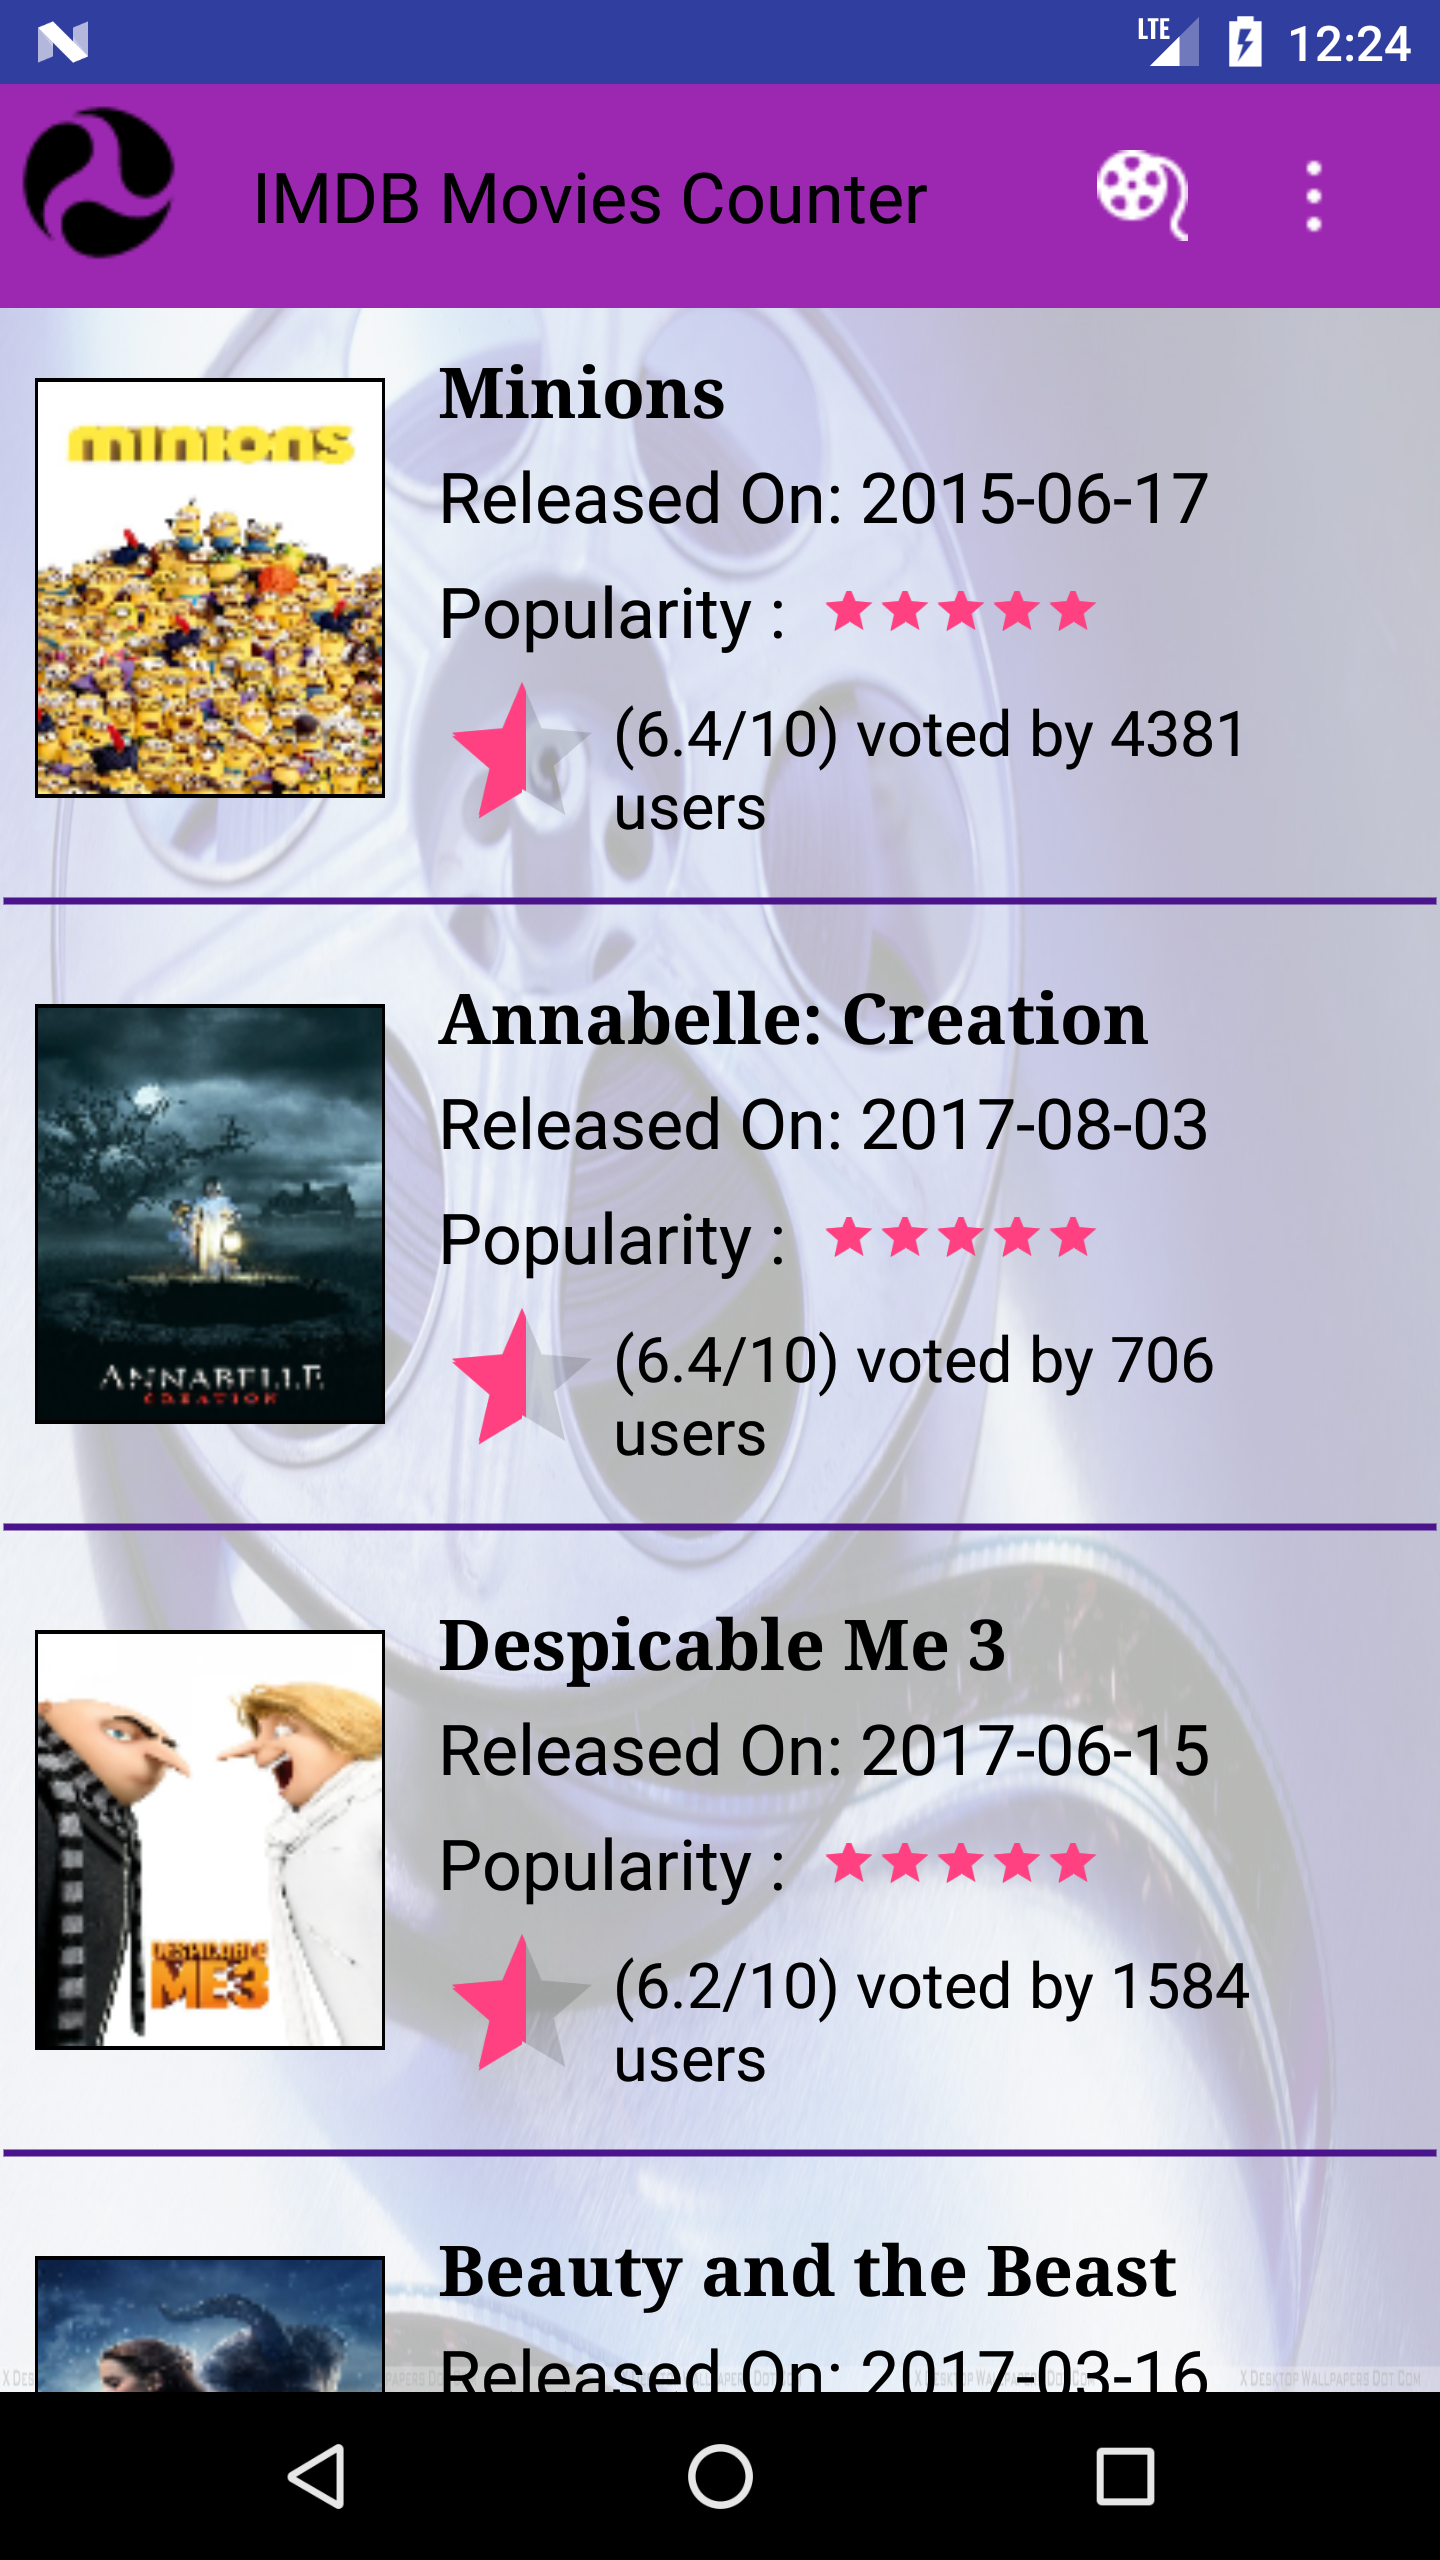 LTE 12:24
IMDB Movies Counter
minions
Minions
Released On: 2015-06-17
Popularity :
(6.4/10) voted by 4381
users
ANNABELLE
CREATION
Annabelle: Creation
Released On: 2017-08-03
Popularity :
(6.4/10) voted by 706
users
DESPICABLE
ME3
Despicable Me 3
Released On: 2017-06-15
Popularity :
(6.2/10) voted by 1584
users
Beauty and the Beast
Released On: 2017-03-16
X Desktop Wallpapers Dot Com